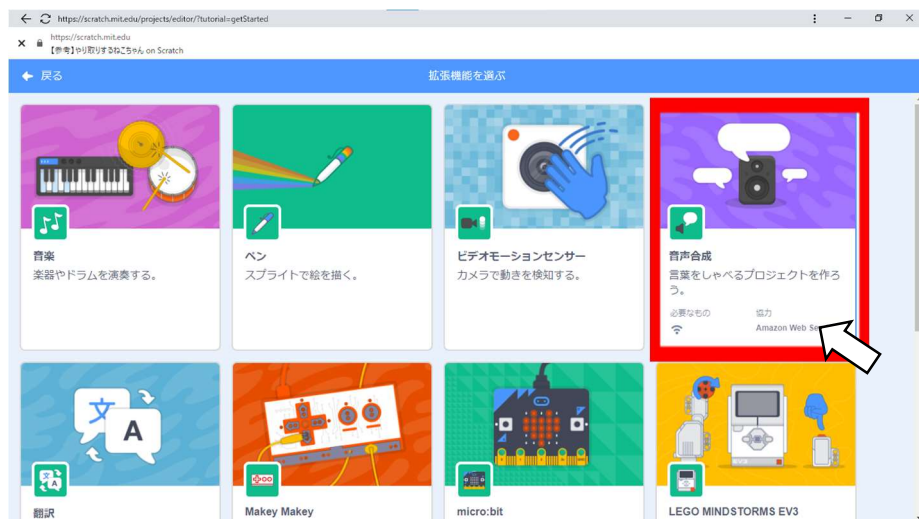 https://scratch.mit.edu/projects/editor/?tutorial=getStarted
https://scratch.mit.edu
【参考】やり取りするねこちゃん on Scratch
戻る
拡張機能を選ぶ
音楽
楽器やドラムを演奏する。
ペン
スプライトで絵を描く。
ビデオモーションセンサー
カメラで動きを検知する。
音声合成
言葉をしゃべるプロジェクトを作ろ
う。
必要なもの
協力
Amazon Web
文
A
文
A
翻訳
Makey Makey
micro:bit
EV3
LEGO MINDSTORMS EV3